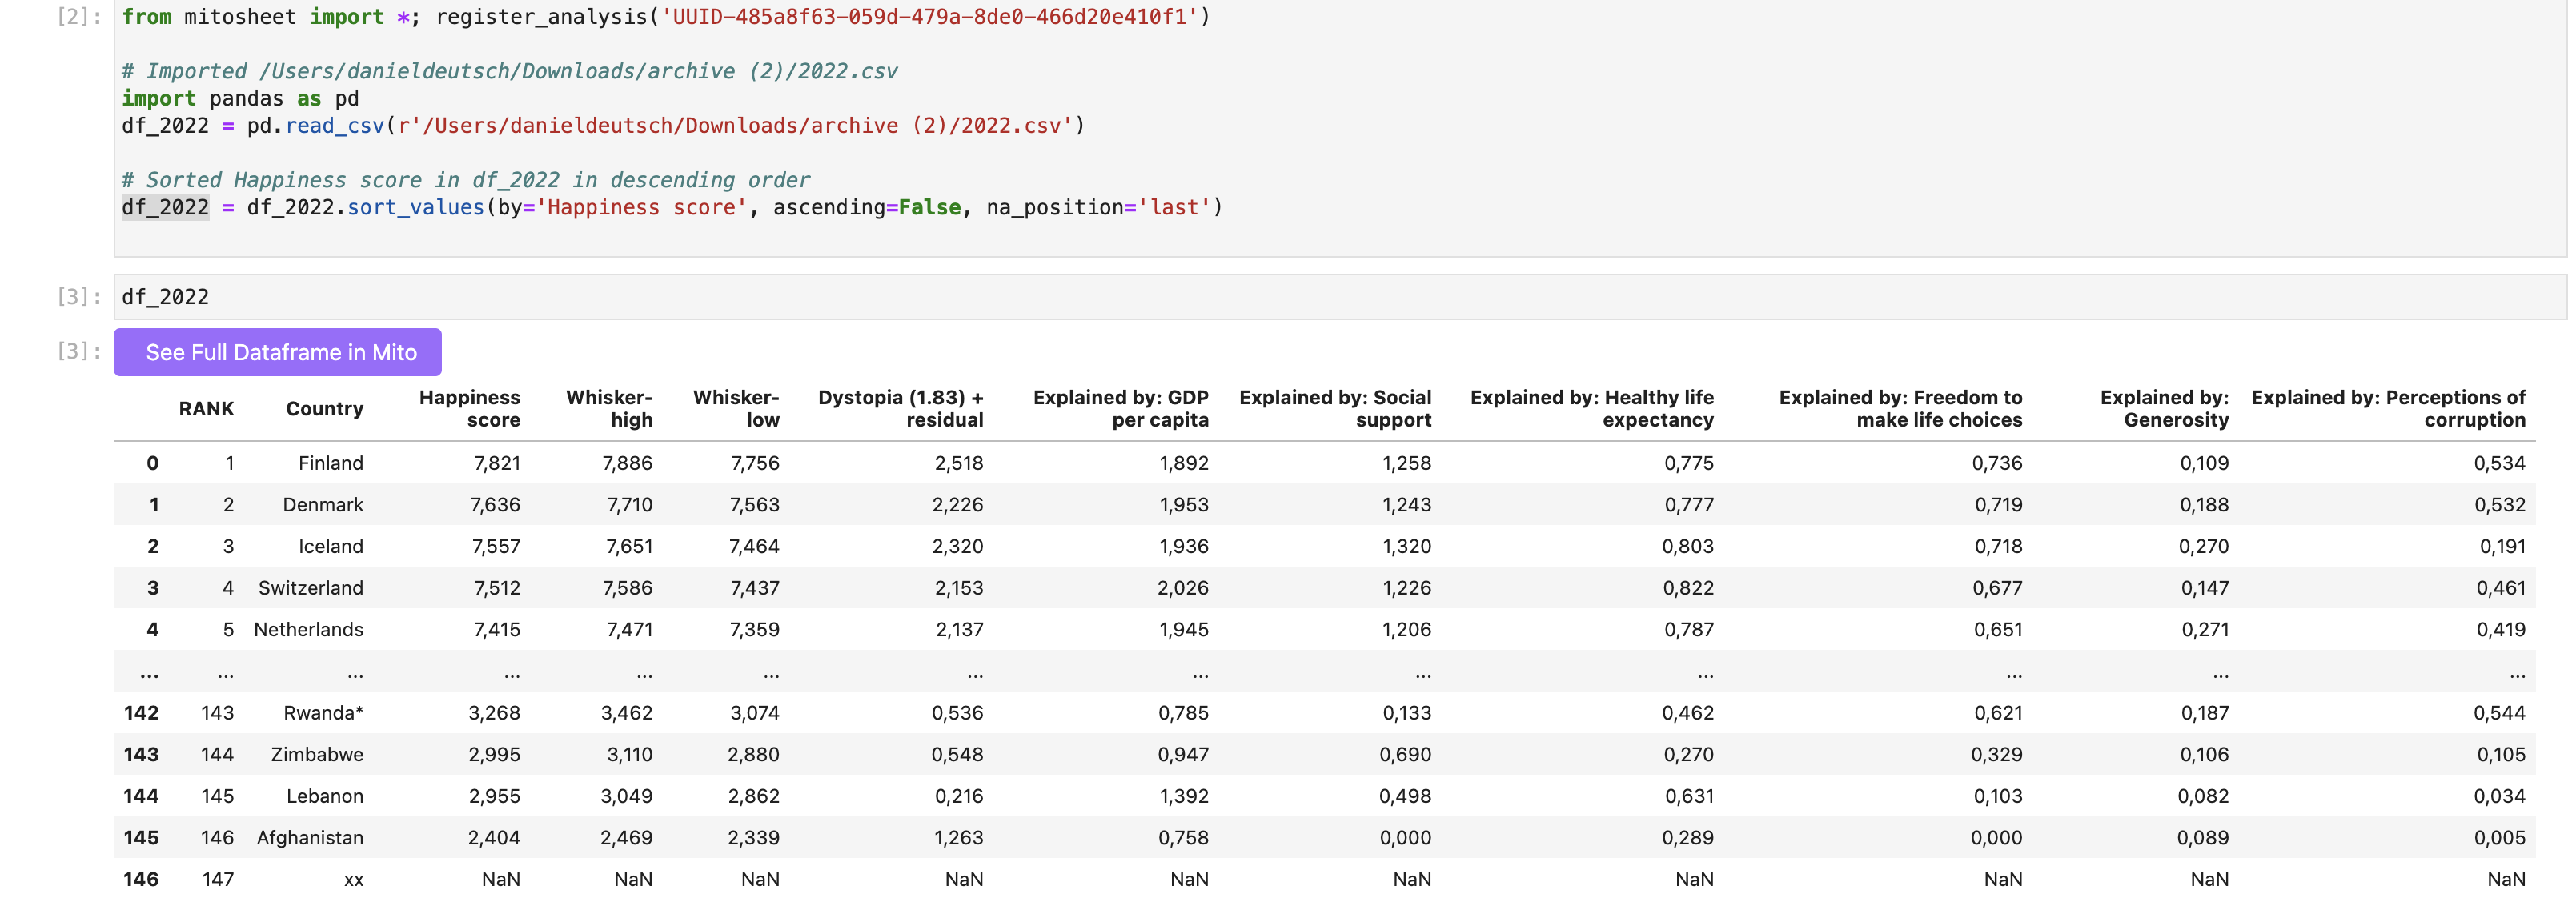 [2]: from mitosheet import *; register_analysis('UUID-485a8f63-059d-479a-8de0-466d20e410f1')
# Imported /Users/danieldeutsch/Downloads/archive (2)/2022.csv
import pandas as pd
df_2022 = pd.read_csv(r'/Users/danieldeutsch/Downloads/archive (2)/2022.csv')
# Sorted Happiness score in df_2022 in descending order
df_2022 = df_2022.sort_values(by='Happiness score', ascending=False, na_position='last')
[3]: df_2022
[3]: See Full Dataframe in Mito
RANK Country Happiness score Whisker-high Whisker-low Dystopia (1.83) + residual Explained by: GDP per capita Explained by: Social support Explained by: Healthy life expectancy Explained by: Freedom to make life choices Explained by: Generosity Explained by: Perceptions of corruption
0 1 Finland 7,821 7,886 7,756 2,518 1,892 1,258 0,775 0,736 0,109 0,534
1 2 Denmark 7,636 7,710 7,563 2,226 1,953 1,243 0,777 0,719 0,188 0,532
2 3 Iceland 7,557 7,651 7,464 2,320 1,936 1,320 0,803 0,718 0,270 0,191
3 4 Switzerland 7,512 7,586 7,437 2,153 2,026 1,226 0,822 0,677 0,147 0,461
4 5 Netherlands 7,415 7,471 7,359 2,137 1,945 1,206 0,787 0,651 0,271 0,419
... ... ... ... ... ... ... ... ... ... ... ... ...
142 143 Rwanda* 3,268 3,462 3,074 0,536 0,785 0,133 0,462 0,621 0,187 0,544
143 144 Zimbabwe 2,995 3,110 2,880 0,548 0,947 0,690 0,270 0,329 0,106 0,105
144 145 Lebanon 2,955 3,049 2,862 0,216 1,392 0,498 0,631 0,103 0,082 0,034
145 146 Afghanistan 2,404 2,469 2,339 1,263 0,758 0,000 0,289 0,000 0,089 0,005
146 147 xx NaN NaN NaN NaN NaN NaN NaN NaN NaN NaN